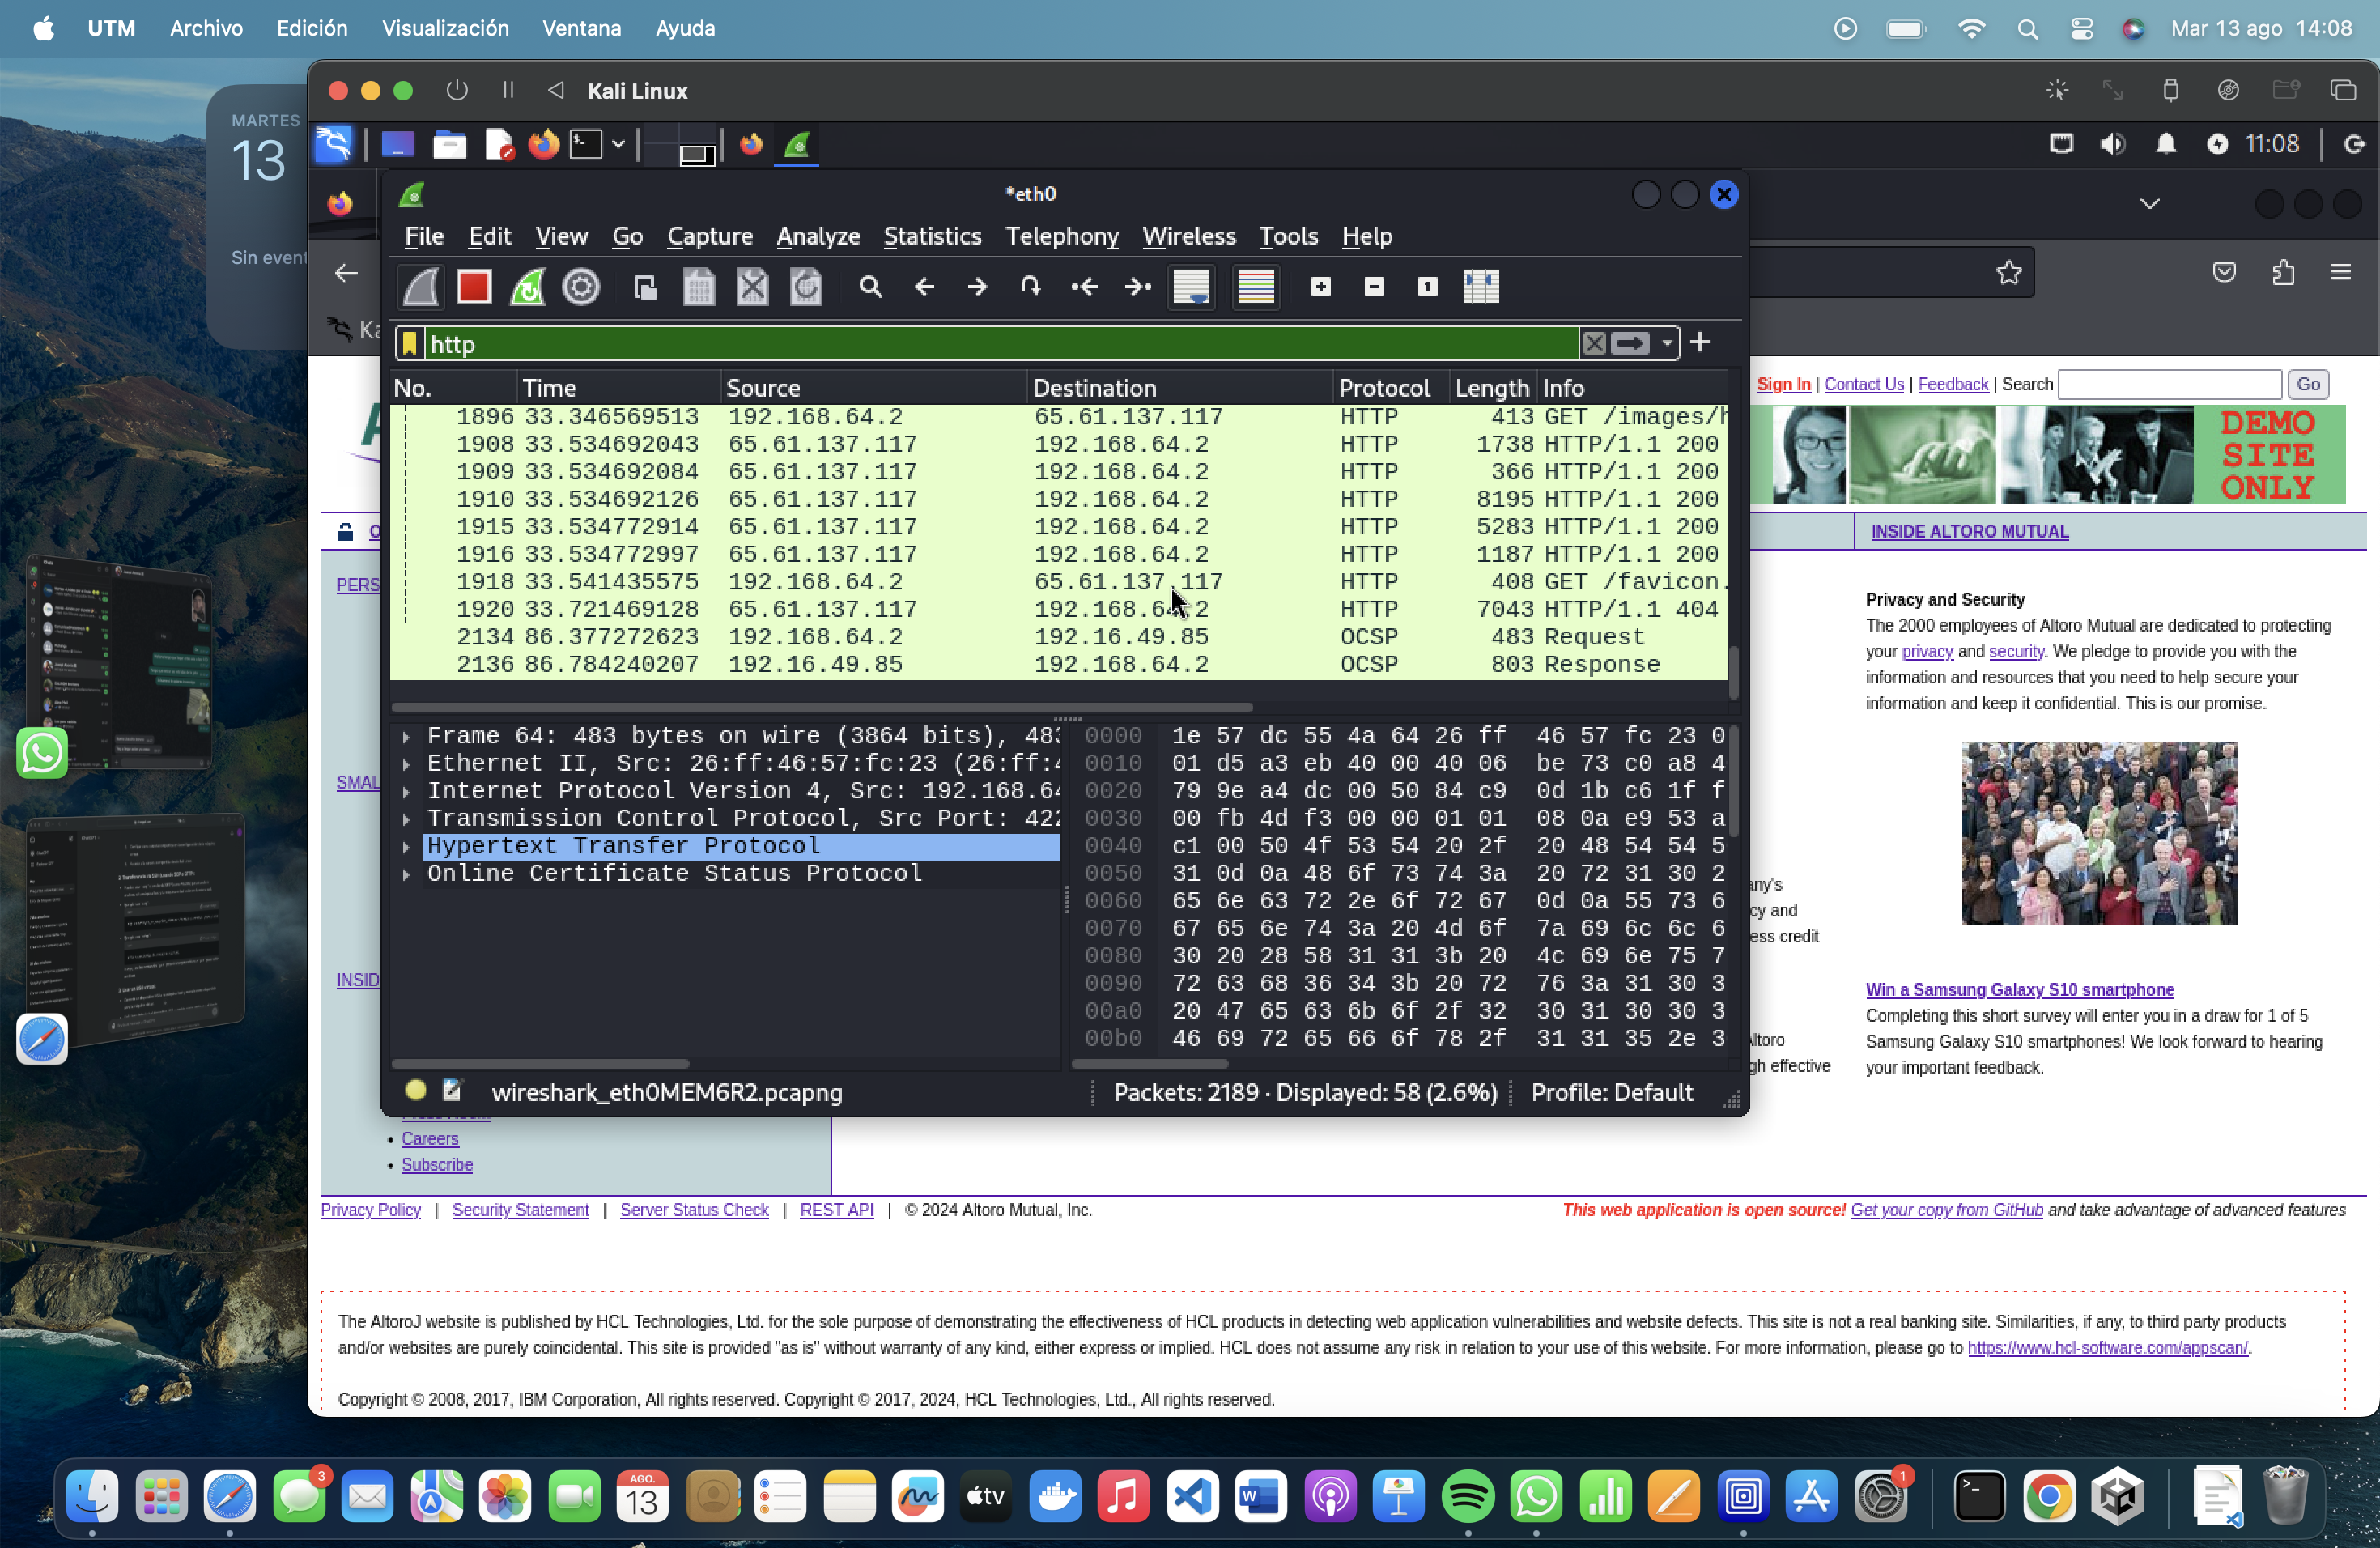 UTM Archivo Edición Visualización Ventana Ayuda Mar 13 ago 14:08
MARTES
13
Sin event
Kali Linux
11:08
*eth0
File Edit View Go Capture Analyze Statistics Telephony Wireless Tools Help
Ka
http
No. Time Source Destination Protocol Length Info
1896 33.346569513 192.168.64.2 65.61.137.117 HTTP 413 GET /images/h
1908 33.534692043 65.61.137.117 192.168.64.2 HTTP 1738 HTTP/1.1 200
1909 33.534692084 65.61.137.117 192.168.64.2 HTTP 366 HTTP/1.1 200
1910 33.534692126 65.61.137.117 192.168.64.2 HTTP 8195 HTTP/1.1 200
1915 33.534772914 65.61.137.117 192.168.64.2 HTTP 5283 HTTP/1.1 200
1916 33.534772997 65.61.137.117 192.168.64.2 HTTP 1187 HTTP/1.1 200
1918 33.541435575 192.168.64.2 65.61.137.117 HTTP 408 GET /favicon.
1920 33.721469128 65.61.137.117 192.168.64.2 HTTP 7043 HTTP/1.1 404
2134 86.377272623 192.168.64.2 192.16.49.85 OCSP 483 Request
2136 86.784240207 192.16.49.85 192.168.64.2 OCSP 803 Response
Frame 64: 483 bytes on wire (3864 bits), 483
Ethernet II, Src: 26:ff:46:57:fc:23 (26:ff:4
Internet Protocol Version 4, Src: 192.168.64
Transmission Control Protocol, Src Port: 422
Hypertext Transfer Protocol
Online Certificate Status Protocol
0000 1e 57 dc 55 4a 64 26 ff 46 57 fc 23 0
0010 01 d5 a3 eb 40 00 40 06 be 73 c0 a8 4
0020 79 9e a4 dc 00 50 84 c9 0d 1b c6 1f f
0030 00 fb 4d f3 00 00 01 01 08 0a e9 53 a
0040 c1 00 50 4f 53 54 20 2f 20 48 54 54 5
0050 31 0d 0a 48 6f 73 74 3a 20 72 31 30 2
0060 65 6e 63 72 2e 6f 72 67 0d 0a 55 73 6
0070 67 65 6e 74 3a 20 4d 6f 7a 69 6c 6c 6
0080 30 20 28 58 31 31 3b 20 4c 69 6e 75 7
0090 72 63 68 36 34 3b 20 72 76 3a 31 30 3
00a0 20 47 65 63 6b 6f 2f 32 30 31 30 30 3
00b0 46 69 72 65 66 6f 78 2f 31 31 35 2e 3
wireshark_eth0MEM6R2.pcapng Packets: 2189 · Displayed: 58 (2.6%) Profile: Default
Sign In | Contact Us | Feedback | Search Go
DEMO
SITE
ONLY
INSIDE ALTORO MUTUAL
PERS
SMAL
INSID
Privacy and Security
The 2000 employees of Altoro Mutual are dedicated to protecting
your privacy and security. We pledge to provide you with the
information and resources that you need to help secure your
information and keep it confidential. This is our promise.
any's
cy and
ess credit
ltoro
gh effective
Win a Samsung Galaxy S10 smartphone
Completing this short survey will enter you in a draw for 1 of 5
Samsung Galaxy S10 smartphones! We look forward to hearing
your important feedback.
Careers
Subscribe
Privacy Policy | Security Statement | Server Status Check | REST API | © 2024 Altoro Mutual, Inc.
This web application is open source! Get your copy from GitHub and take advantage of advanced features
The AltoroJ website is published by HCL Technologies, Ltd. for the sole purpose of demonstrating the effectiveness of HCL products in detecting web application vulnerabilities and website defects. This site is not a real banking site. Similarities, if any, to third party products
and/or websites are purely coincidental. This site is provided "as is" without warranty of any kind, either express or implied. HCL does not assume any risk in relation to your use of this website. For more information, please go to https://www.hcl-software.com/appscan/.
Copyright © 2008, 2017, IBM Corporation, All rights reserved. Copyright © 2017, 2024, HCL Technologies, Ltd., All rights reserved.
3
AGO.
13
tv
W
1